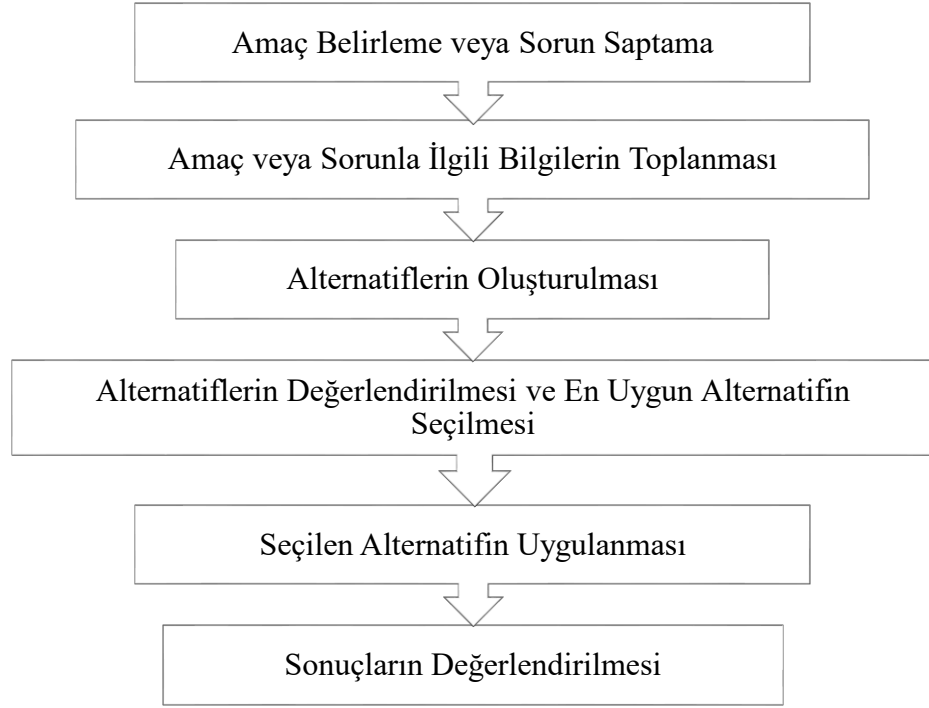 Amaç Belirleme veya Sorun Saptama
Amaç veya Sorunla İlgili Bilgilerin Toplanması
Alternatiflerin Oluşturulması
Alternatiflerin Değerlendirilmesi ve En Uygun Alternatifin
Seçilmesi
Seçilen Alternatifin Uygulanması
Sonuçların Değerlendirilmesi